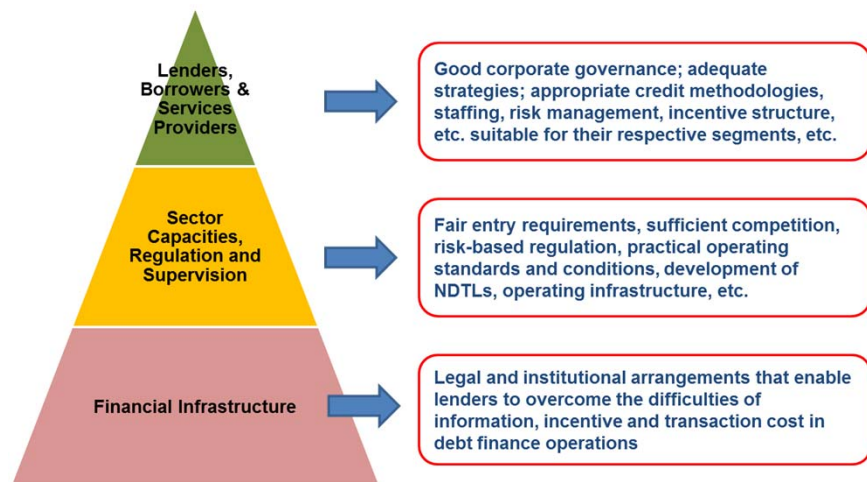 Lenders,
Borrowers &
Services
Providers
Good corporate governance; adequate
strategies; appropriate credit methodologies,
staffing, risk management, incentive structure,
etc. suitable for their respective segments, etc.
Sector
Capacities,
Regulation and
Supervision
Fair entry requirements, sufficient competition,
risk-based regulation, practical operating
standards and conditions, development of
NDTLs, operating infrastructure, etc.
Financial Infrastructure
Legal and institutional arrangements that enable
lenders to overcome the difficulties of
information, incentive and transaction cost in
debt finance operations